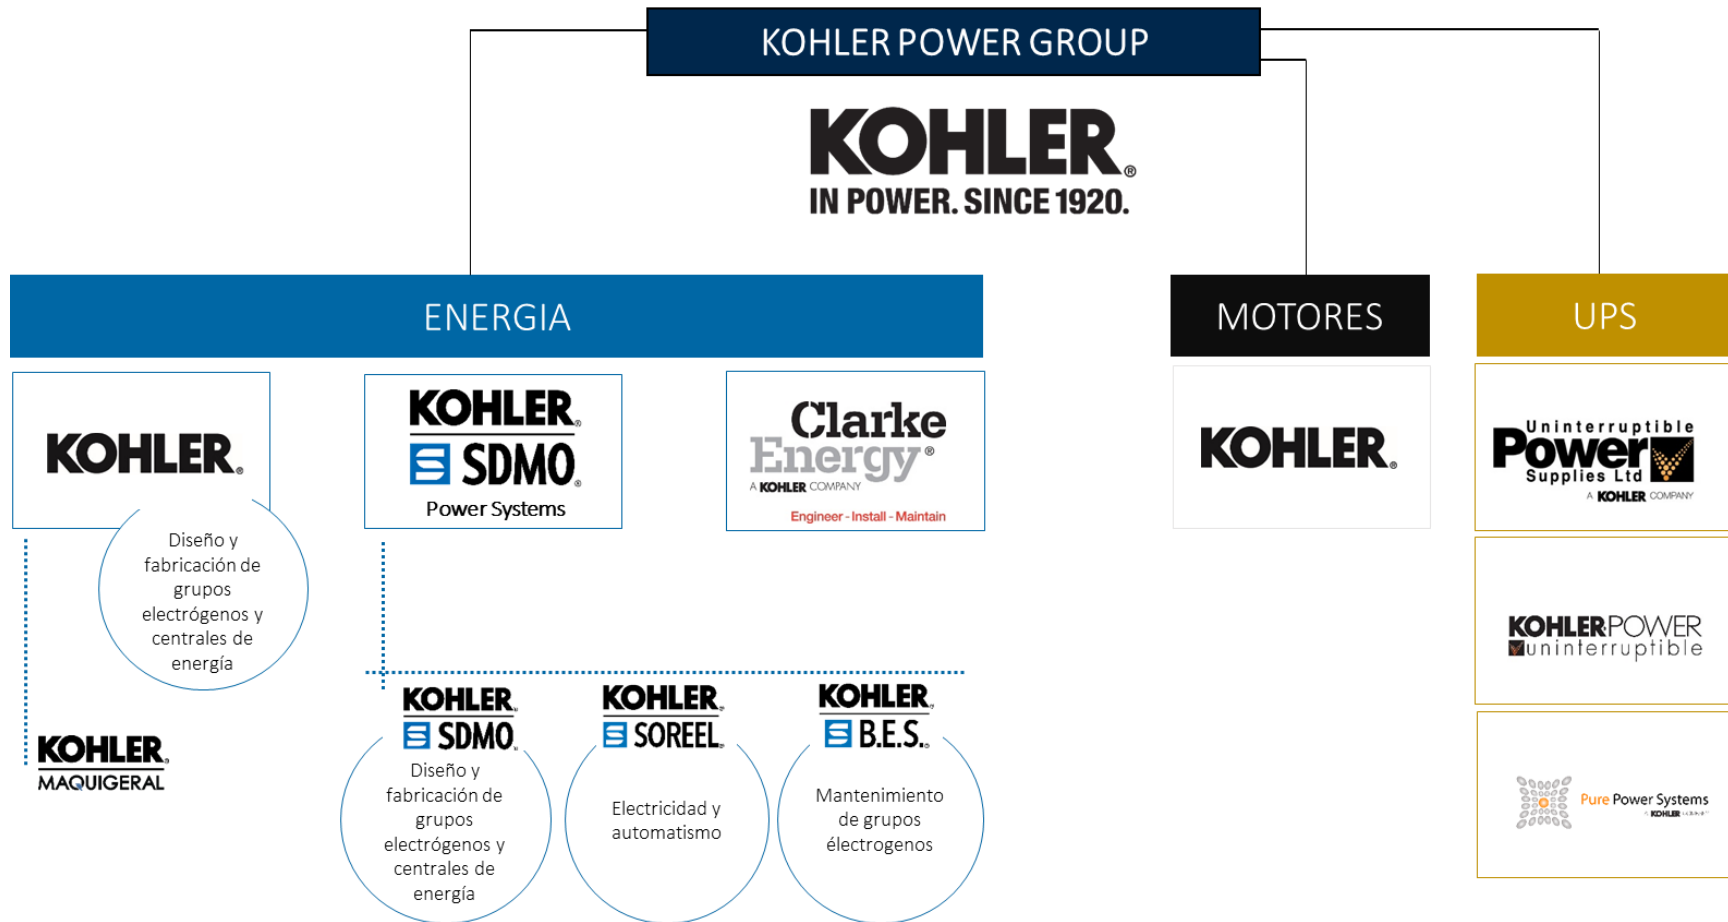 KOHLER POWER GROUP
KOHLER®
IN POWER. SINCE 1920.
ENERGIA
MOTORES
UPS
KOHLER®
Diseño y
fabricación de
grupos
electrógenos y
centrales de
energía
KOHLER®
MAQUIGERAL
KOHLER®
SDMO®
Power Systems
KOHLER®
SDMO®
Diseño y
fabricación de
grupos
electrógenos y
centrales de
energía
KOHLER®
SOREEL®
Electricidad y
automatismo
KOHLER®
B.E.S.®
Mantenimiento
de grupos
électrogenos
Clarke
Energy®
A KOHLER COMPANY
Engineer - Install - Maintain
KOHLER®
Uninterruptible
Power
Supplies Ltd
A KOHLER COMPANY
KOHLER POWER
uninterruptible
Pure Power Systems
KOHLER